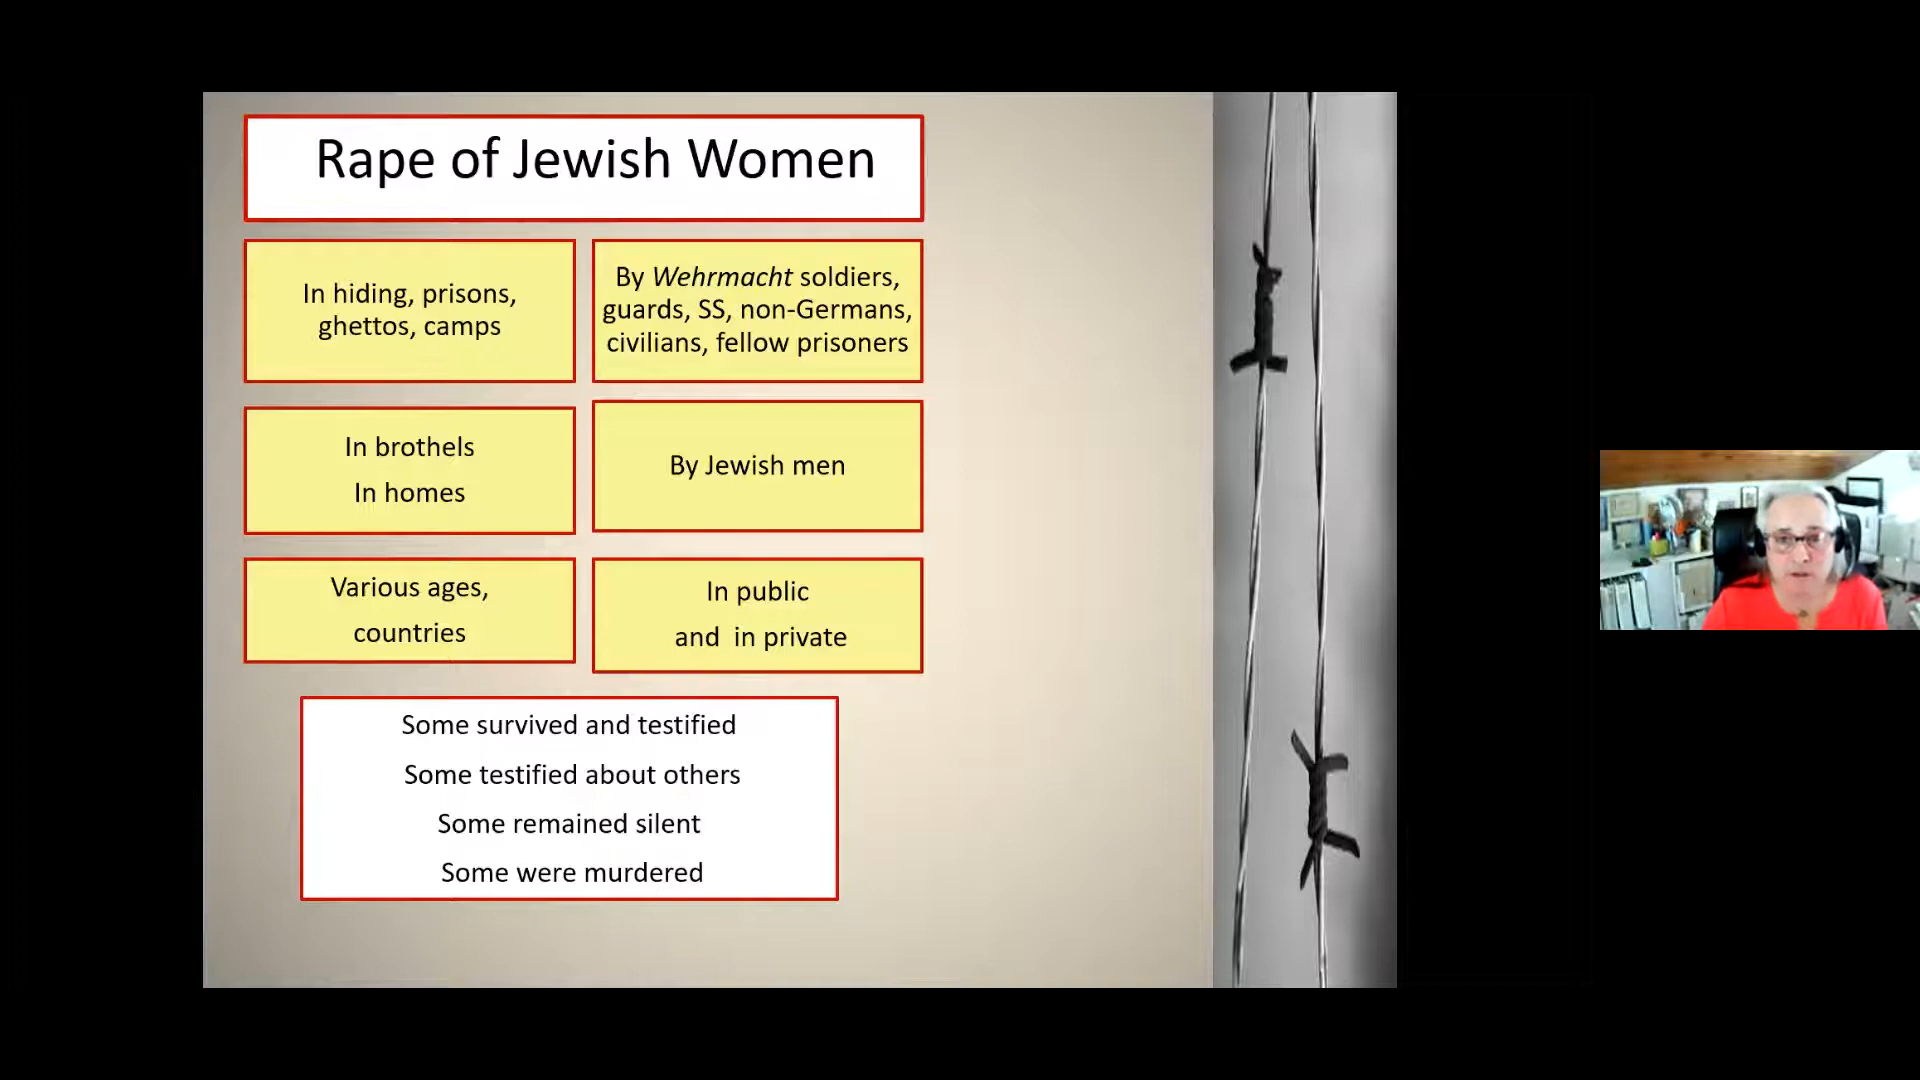 Rape of Jewish Women
In hiding, prisons,
ghettos, camps
By Wehrmacht soldiers,
guards, SS, non-Germans,
civilians, fellow prisoners
In brothels
In homes
By Jewish men
Various ages,
countries
In public
and in private
Some survived and testified
Some testified about others
Some remained silent
Some were murdered